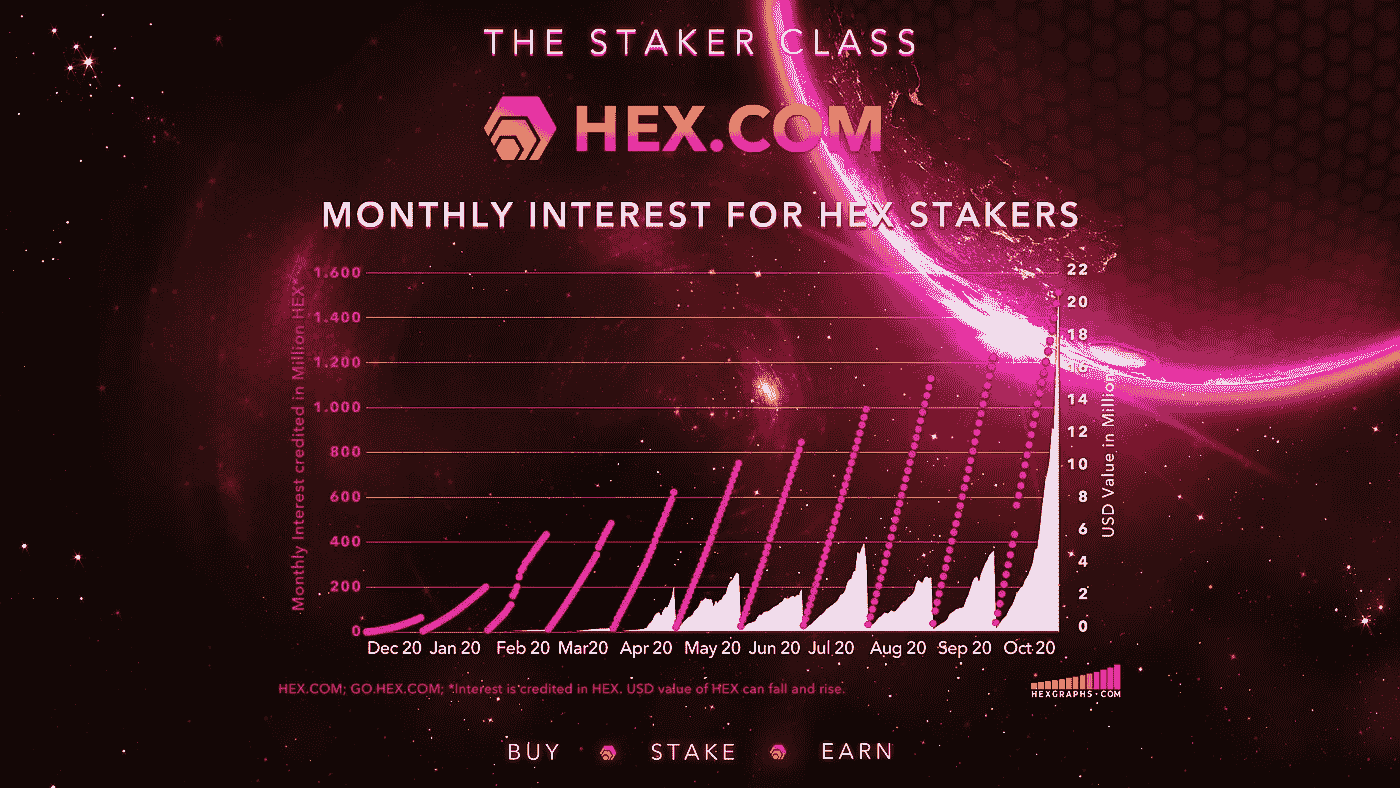 THE STAKER CLASS
HEX.COM
MONTHLY INTEREST FOR HEX STAKERS
Monthly Interest credited in Million HEX*
1.600
1.400
1.200
1.000
800
600
400
200
0
22
20
18
16
14
12
10
8
6
4
2
0
USD Value in Million
Dec 20 Jan 20 Feb 20 Mar20 Apr 20 May 20 Jun 20 Jul 20 Aug 20 Sep 20 Oct 20
HEX.COM; GO.HEX.COM; *Interest is credited in HEX. USD value of HEX can fall and rise.
HEXGRAPHS.COM
BUY STAKE EARN